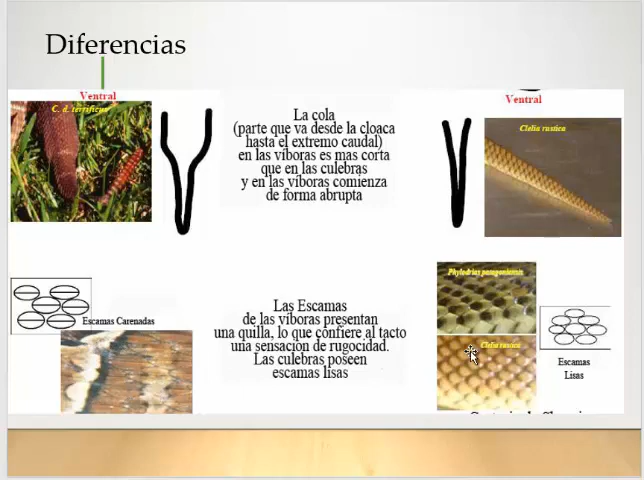 Diferencias
Ventral
C. d. terrificus
La cola
(parte que va desde la cloaca
hasta el extremo caudal)
en las víboras es mas corta
que en las culebras
y en las víboras comienza
de forma abrupta
Ventral
Clelia rustica
Escamas Carenadas
Las Escamas
de las víboras presentan
una quilla, lo que confiere al tacto
una sensación de rugocidad.
Las culebras poseen
escamas lisas
Phylodrias patagoniensis
Clelia rustica
Escamas
Lisas